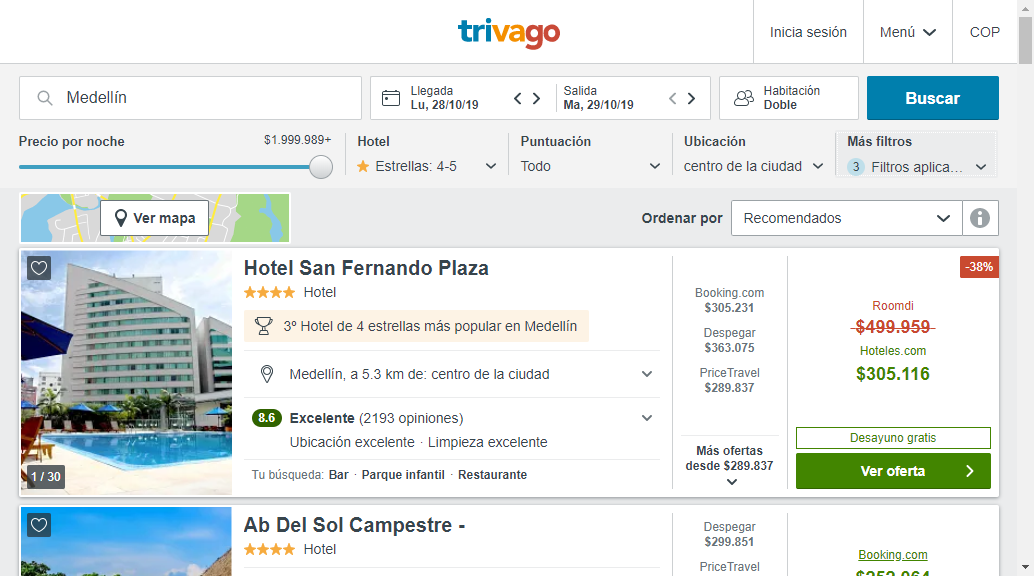 trivago
Inicia sesión
Menú
COP
Medellín
Llegada
Lu, 28/10/19
Salida
Ma, 29/10/19
Habitación
Doble
Buscar
Precio por noche
$1.999.989+
Hotel
Estrellas: 4-5
Puntuación
Todo
Ubicación
centro de la ciudad
Más filtros
3 Filtros aplica...
Ver mapa
Ordenar por
Recomendados
Hotel San Fernando Plaza
Hotel
3º Hotel de 4 estrellas más popular en Medellín
Medellín, a 5.3 km de: centro de la ciudad
8.6 Excelente (2193 opiniones)
Ubicación excelente · Limpieza excelente
Tu búsqueda: Bar · Parque infantil · Restaurante
1 / 30
Booking.com
$305.231
Despegar
$363.075
PriceTravel
$289.837
Más ofertas
desde $289.837
-38%
Roomdi
$499.959
Hoteles.com
$305.116
Desayuno gratis
Ver oferta
Ab Del Sol Campestre -
Hotel
Despegar
$299.851
PriceTravel
Booking.com